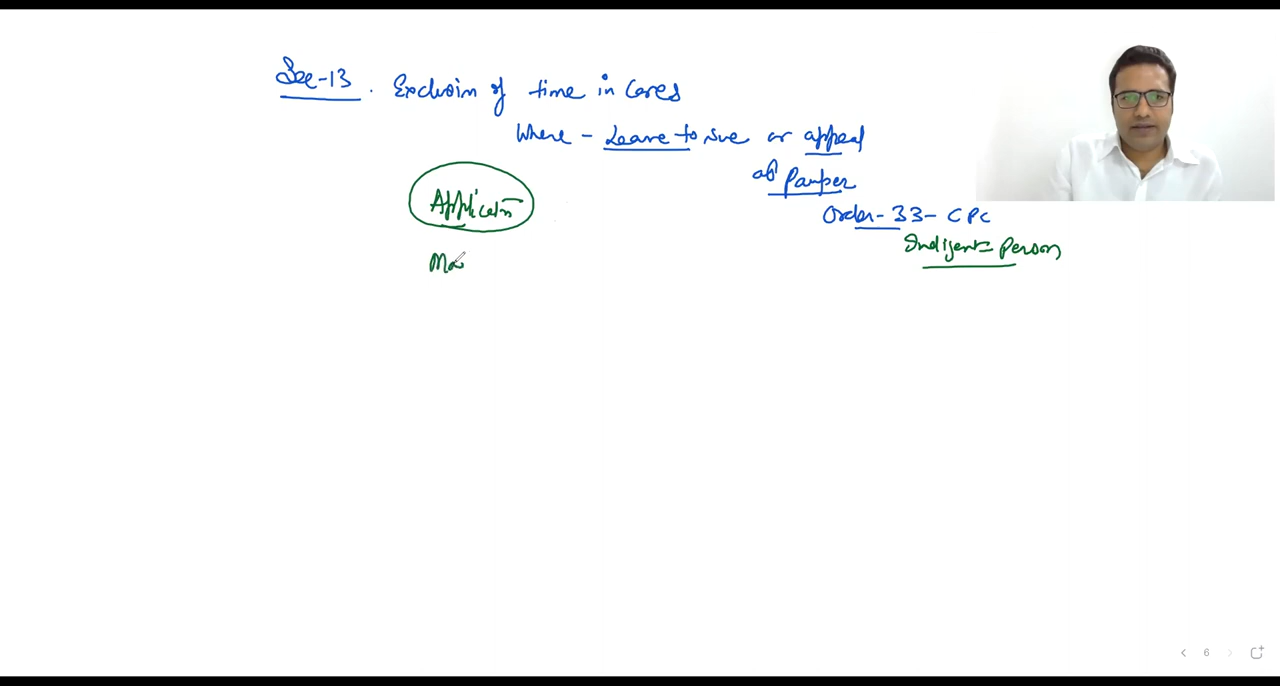 Sec-13. Exclusion of time in Cases
Where - Leave to sue or appeal
as Pauper
Order-33- CPC
Indigent Person
Application
Ma
6